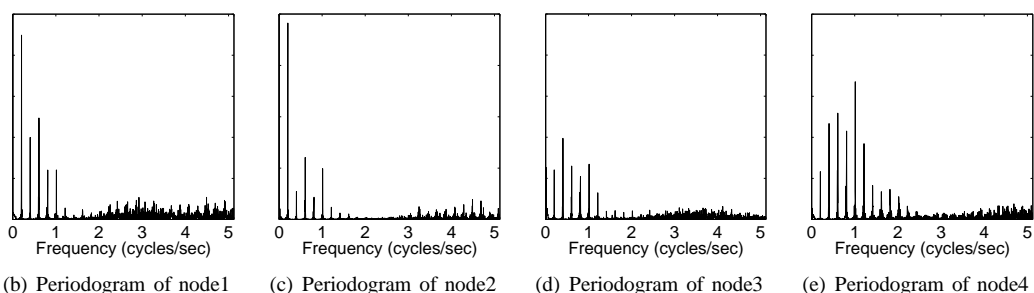 0 1 2 3 4 5
Frequency (cycles/sec)
(b) Periodogram of node1
0 1 2 3 4 5
Frequency (cycles/sec)
(c) Periodogram of node2
0 1 2 3 4 5
Frequency (cycles/sec)
(d) Periodogram of node3
0 1 2 3 4 5
Frequency (cycles/sec)
(e) Periodogram of node4